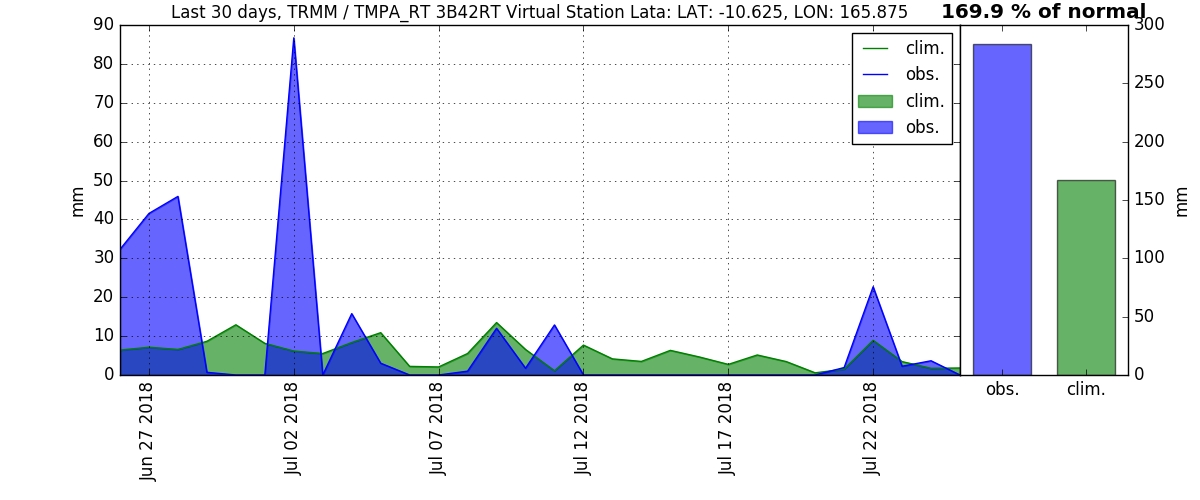 Last 30 days, TRMM / TMPA_RT 3B42RT Virtual Station Lata: LAT: -10.625, LON: 165.875
169.9 % of normal
90
80
70
60
50
40
30
20
10
0
mm
clim.
obs.
clim.
obs.
Jun 27 2018
Jul 02 2018
Jul 07 2018
Jul 12 2018
Jul 17 2018
Jul 22 2018
300
250
200
150
100
50
0
mm
obs.
clim.